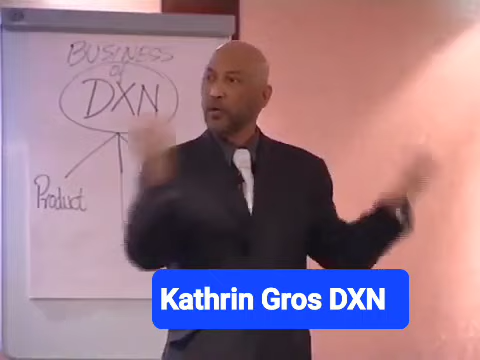 BUSINESS
of
DXN
Product
Kathrin Gros DXN